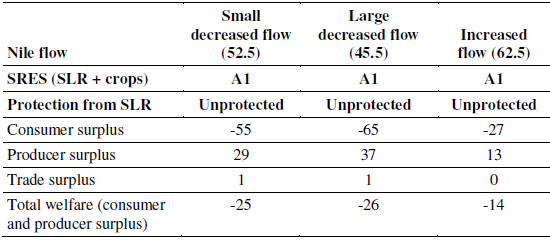 Nile flow Small decreased flow (52.5) Large decreased flow (45.5) Increased flow (62.5)
SRES (SLR + crops) A1 A1 A1
Protection from SLR Unprotected Unprotected Unprotected
Consumer surplus -55 -65 -27
Producer surplus 29 37 13
Trade surplus 1 1 0
Total welfare (consumer and producer surplus) -25 -26 -14